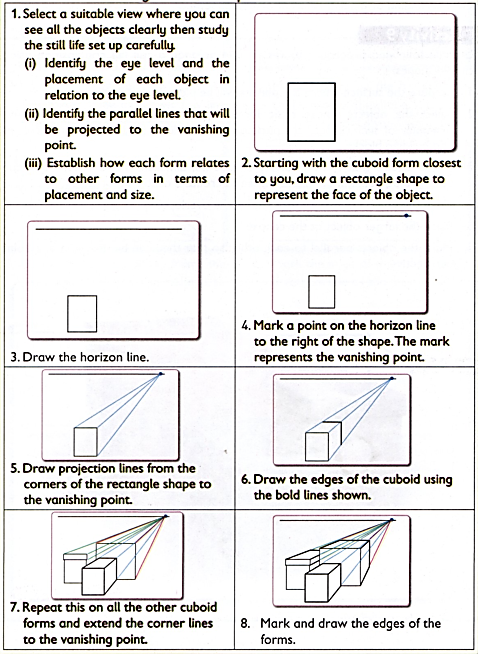 1. Select a suitable view where you can
see all the objects clearly then study
the still life set up carefully.
(i) Identify the eye level and the
placement of each object in
relation to the eye level.
(ii) Identify the parallel lines that will
be projected to the vanishing
point.
(iii) Establish how each form relates
to other forms in terms of
placement and size.
2. Starting with the cuboid form closest
to you, draw a rectangle shape to
represent the face of the object.
3. Draw the horizon line.
4. Mark a point on the horizon line
to the right of the shape. The mark
represents the vanishing point.
5. Draw projection lines from the
corners of the rectangle shape to
the vanishing point.
6. Draw the edges of the cuboid using
the bold lines shown.
7. Repeat this on all the other cuboid
forms and extend the corner lines
to the vanishing point.
8. Mark and draw the edges of the
forms.